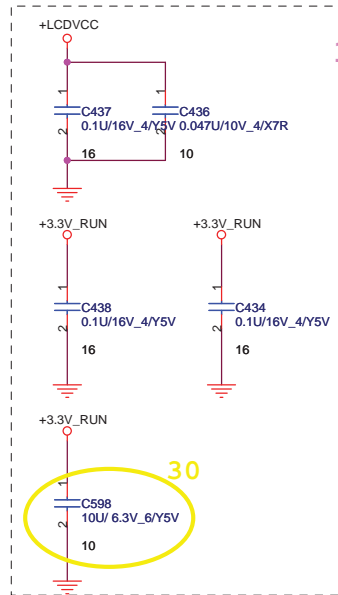 +LCDVCC
1
1
C437
C436
0.1U/16V_4/Y5V
0.047U/10V_4/X7R
2
2
16
10
+3.3V_RUN
+3.3V_RUN
1
1
C438
C434
0.1U/16V_4/Y5V
0.1U/16V_4/Y5V
2
2
16
16
+3.3V_RUN
30
1
C598
10U/ 6.3V_6/Y5V
2
10